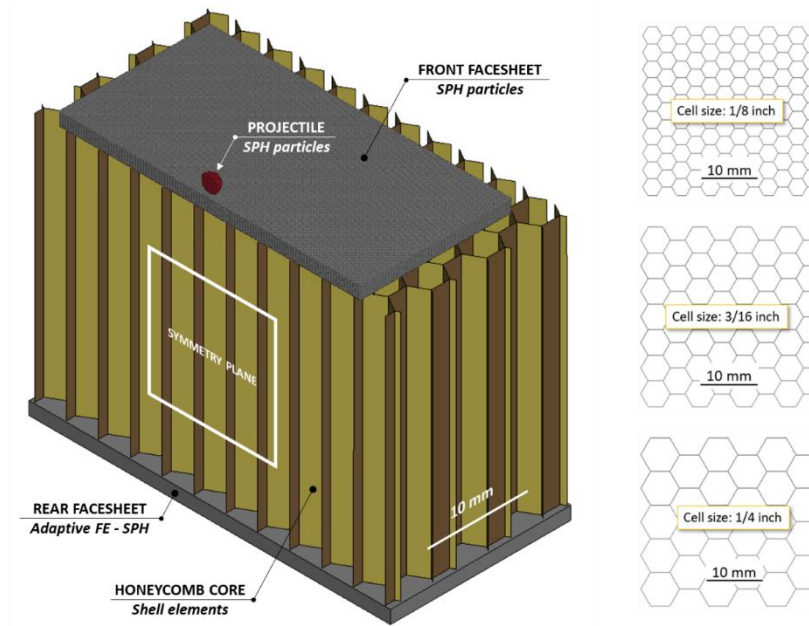 FRONT FACESHEET
SPH particles
PROJECTILE
SPH particles
SYMMETRY PLANE
10 mm
REAR FACESHEET
Adaptive FE - SPH
HONEYCOMB CORE
Shell elements
Cell size: 1/8 inch
10 mm
Cell size: 3/16 inch
10 mm
Cell size: 1/4 inch
10 mm